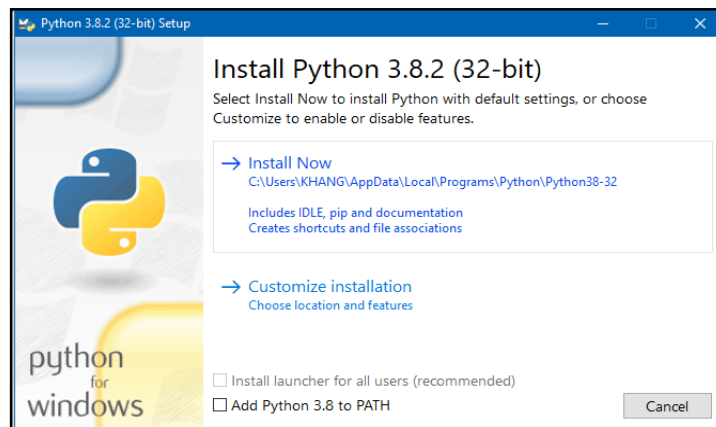 Python 3.8.2 (32-bit) Setup
Install Python 3.8.2 (32-bit)
Select Install Now to install Python with default settings, or choose
Customize to enable or disable features.
Install Now
C:\Users\KHANG\AppData\Local\Programs\Python\Python38-32
Includes IDLE, pip and documentation
Creates shortcuts and file associations
Customize installation
Choose location and features
python
for
windows
Install launcher for all users (recommended)
Add Python 3.8 to PATH
Cancel